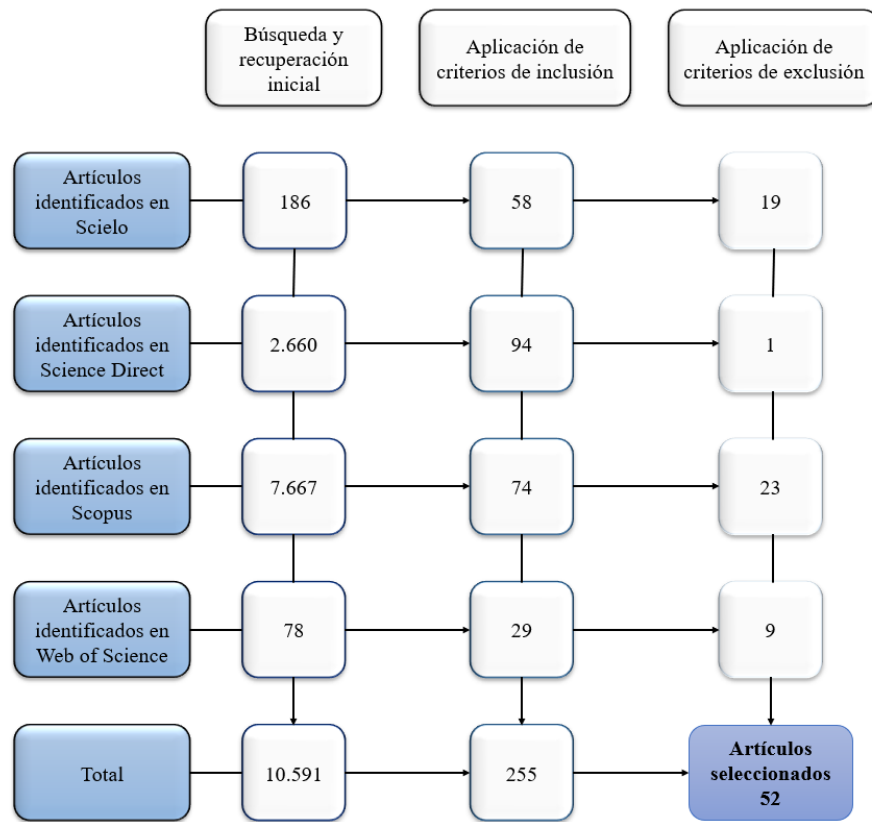 Búsqueda y
recuperación
inicial
Aplicación de
criterios de inclusión
Aplicación de
criterios de exclusión
Artículos
identificados en
Scielo
186
58
19
Artículos
identificados en
Science Direct
2.660
94
1
Artículos
identificados en
Scopus
7.667
74
23
Artículos
identificados en
Web of Science
78
29
9
Total
10.591
255
Artículos
seleccionados
52